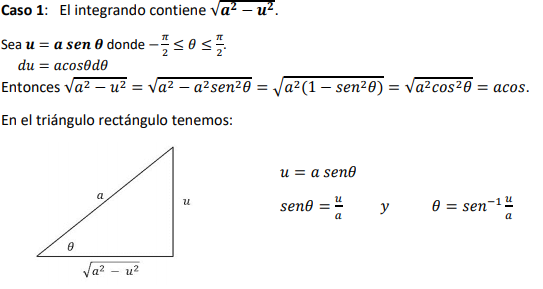 Caso 1: El integrando contiene √a² − u².
Sea u = a sen θ donde −π/2 ≤ θ ≤ π/2.
du = acosθdθ
Entonces √a² − u² = √a² − a²sen²θ = √a²(1 − sen²θ) = √a²cos²θ = acos.
En el triángulo rectángulo tenemos:
u = a senθ
a
u
senθ = u/a y θ = sen⁻¹ u/a
θ
√a² − u²